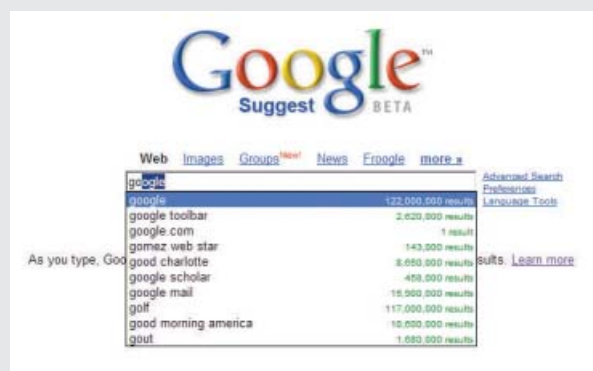 Google™
Suggest BETA
Web Images Groups New! News Froogle more »
google
Advanced Search
Preferences
Language Tools
google 122,000,000 results
google toolbar 2,620,000 results
google.com 1 result
gomez web star 143,000 results
good charlotte 8,650,000 results
google scholar 458,000 results
google mail 16,900,000 results
golf 117,000,000 results
good morning america 10,600,000 results
gout 1,680,000 results
As you type, Goo sults. Learn more